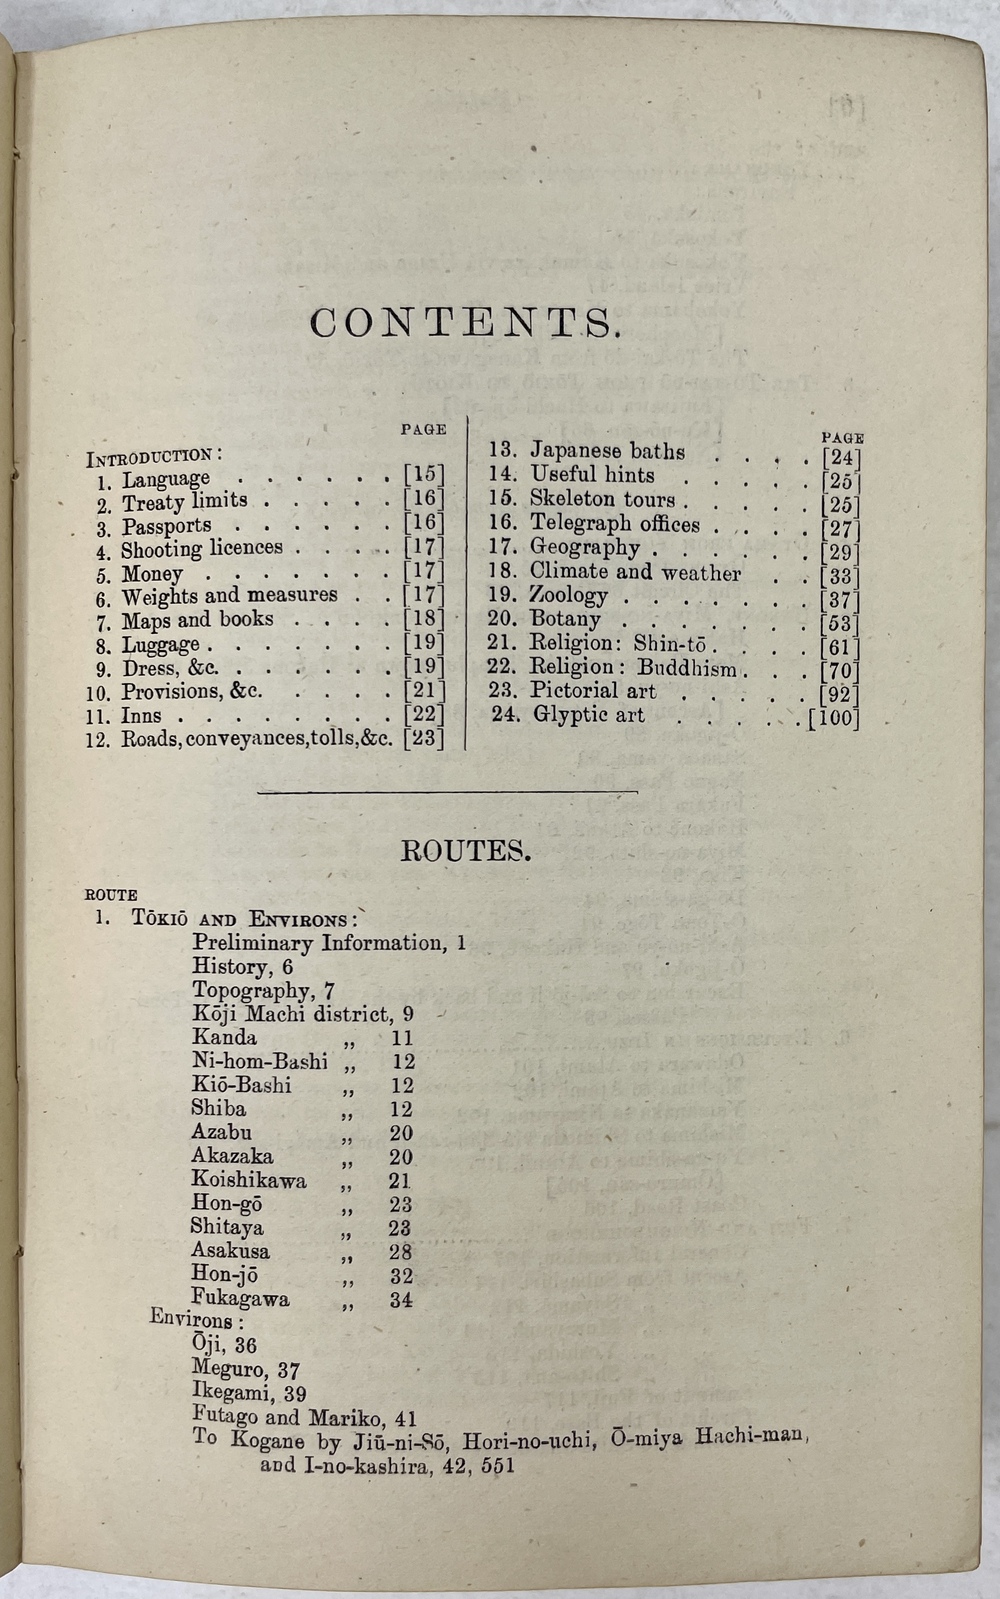 CONTENTS.
PAGE
INTRODUCTION:
1. Language . . . . . . [15]
2. Treaty limits . . . . . [16]
3. Passports . . . . . . [16]
4. Shooting licences . . . . [17]
5. Money . . . . . . . [17]
6. Weights and measures . . [17]
7. Maps and books . . . . [18]
8. Luggage . . . . . . . [19]
9. Dress, &c. . . . . . . [19]
10. Provisions, &c. . . . . [21]
11. Inns . . . . . . . . [22]
12. Roads, conveyances, tolls, &c. [23]
PAGE
13. Japanese baths . . . . [24]
14. Useful hints . . . . . [25]
15. Skeleton tours . . . . . [25]
16. Telegraph offices . . . . [27]
17. Geography . . . . . . [29]
18. Climate and weather . . [33]
19. Zoology . . . . . . . [37]
20. Botany . . . . . . . [53]
21. Religion: Shin-tō . . . . [61]
22. Religion: Buddhism . . . [70]
23. Pictorial art . . . . . [92]
24. Glyptic art . . . . . [100]
ROUTES.
ROUTE
1. TŌKIŌ AND ENVIRONS:
Preliminary Information, 1
History, 6
Topography, 7
Kōji Machi district, 9
Kanda „ 11
Ni-hom-Bashi „ 12
Kiō-Bashi „ 12
Shiba „ 12
Azabu „ 20
Akazaka „ 20
Koishikawa „ 21
Hon-gō „ 23
Shitaya „ 23
Asakusa „ 28
Hon-jō „ 32
Fukagawa „ 34
Environs:
Ōji, 36
Meguro, 37
Ikegami, 39
Futago and Mariko, 41
To Kogane by Jiū-ni-Sō, Hori-no-uchi, Ō-miya Hachi-man,
and I-no-kashira, 42, 551